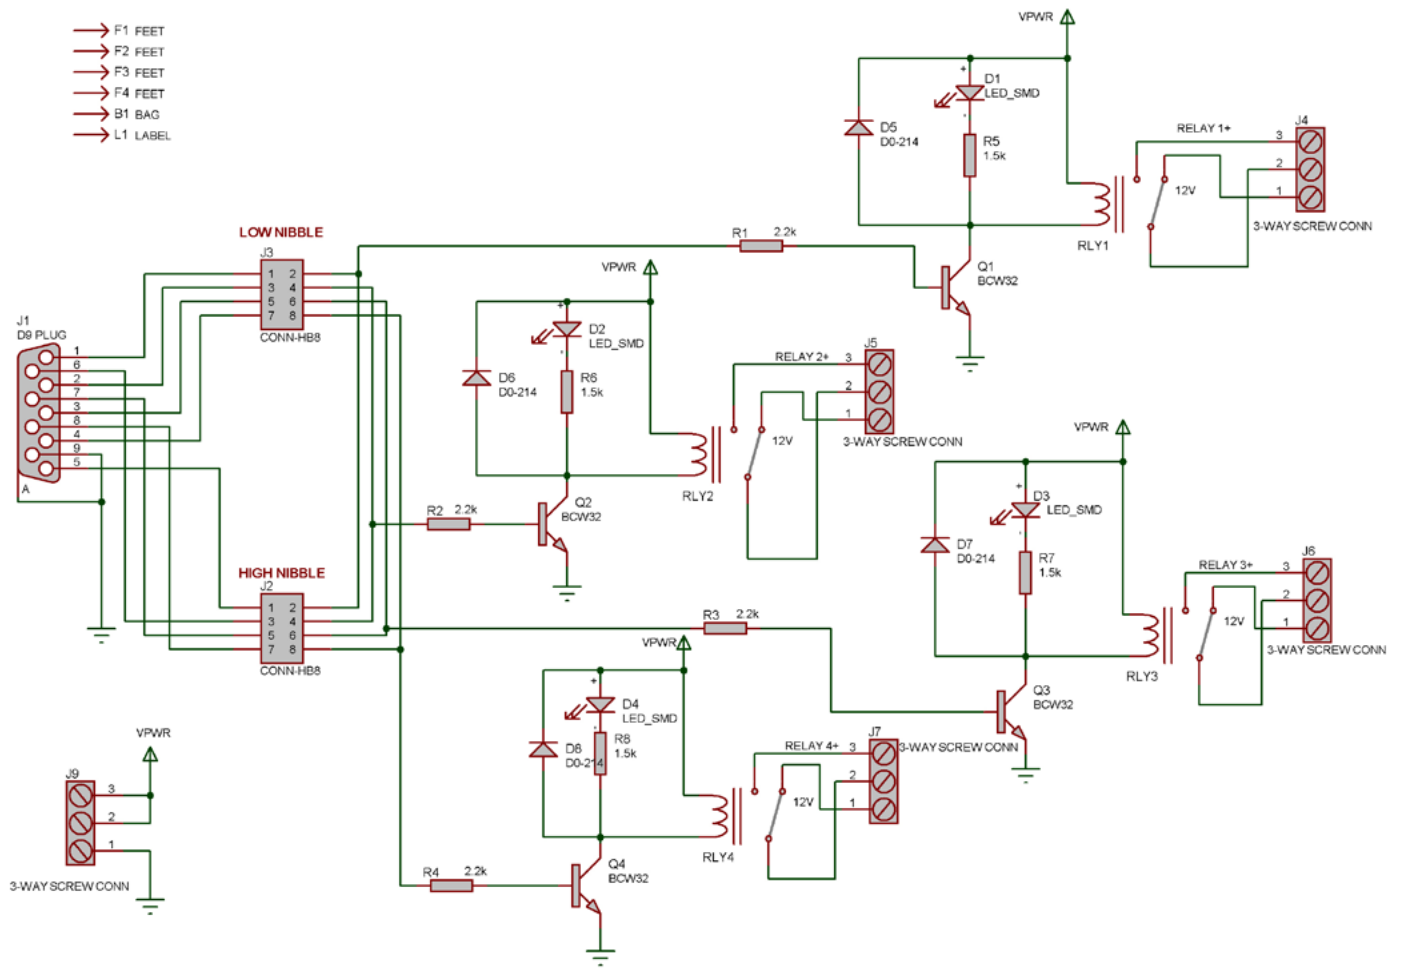 F1 FEET
F2 FEET
F3 FEET
F4 FEET
B1 BAG
L1 LABEL
VPWR
D1
LED_SMD
D5
D0-214
R5
1.5k
RELAY 1+
J4
3
2
1
12V
3-WAY SCREW CONN
RLY1
R1 2.2k
Q1
BCW32
LOW NIBBLE
J3
1 2
3 4
5 6
7 8
CONN-HB8
J1
D9 PLUG
1
6
2
7
3
8
4
9
5
A
VPWR
D2
LED_SMD
D6
D0-214
R6
1.5k
RELAY 2+
J5
3
2
1
12V
3-WAY SCREW CONN
RLY2
R2 2.2k
Q2
BCW32
VPWR
D3
LED_SMD
D7
D0-214
R7
1.5k
RELAY 3+
J6
3
2
1
12V
3-WAY SCREW CONN
RLY3
R3 2.2k
Q3
BCW32
HIGH NIBBLE
J2
1 2
3 4
5 6
7 8
CONN-HB8
VPWR
D4
LED_SMD
D8
D0-214
R8
1.5k
RELAY 4+
J7
3
2
1
12V
3-WAY SCREW CONN
RLY4
R4 2.2k
Q4
BCW32
VPWR
J9
3
2
1
3-WAY SCREW CONN